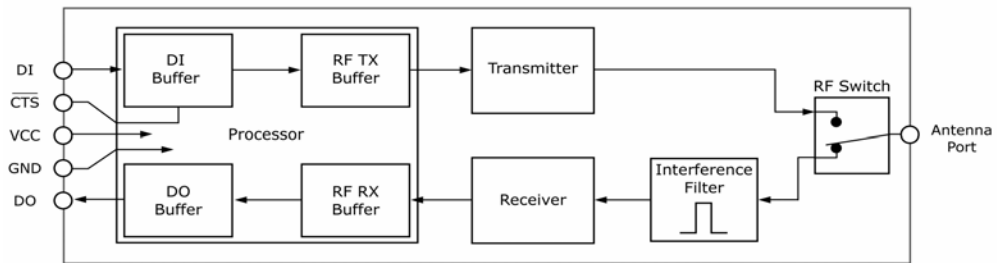 DI
CTS
VCC
GND
DO
DI
Buffer
RF TX
Buffer
Processor
DO
Buffer
RF RX
Buffer
Transmitter
Receiver
Interference
Filter
RF Switch
Antenna
Port